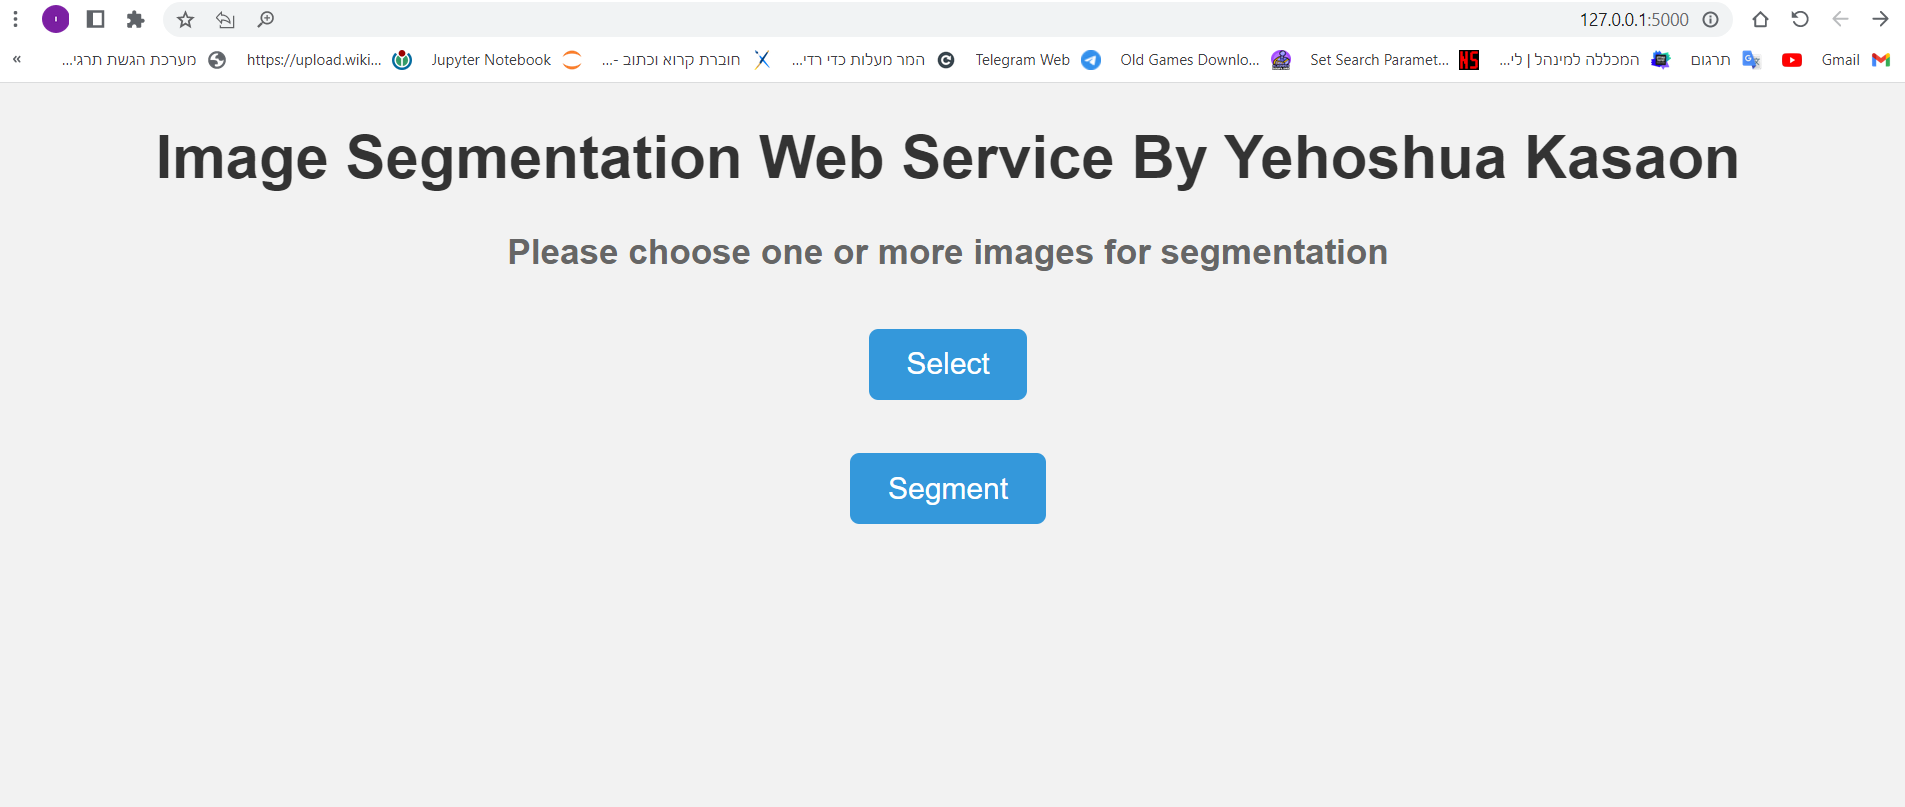 127.0.0.1:5000
Gmail תרגום המכללה למינהל | לי... Set Search Paramet... Old Games Downlo... Telegram Web המר מעלות כדי רדי... חוברת קרוא וכתוב -... Jupyter Notebook https://upload.wiki... מערכת הגשת תרגי... »
Image Segmentation Web Service By Yehoshua Kasaon
Please choose one or more images for segmentation
Select
Segment